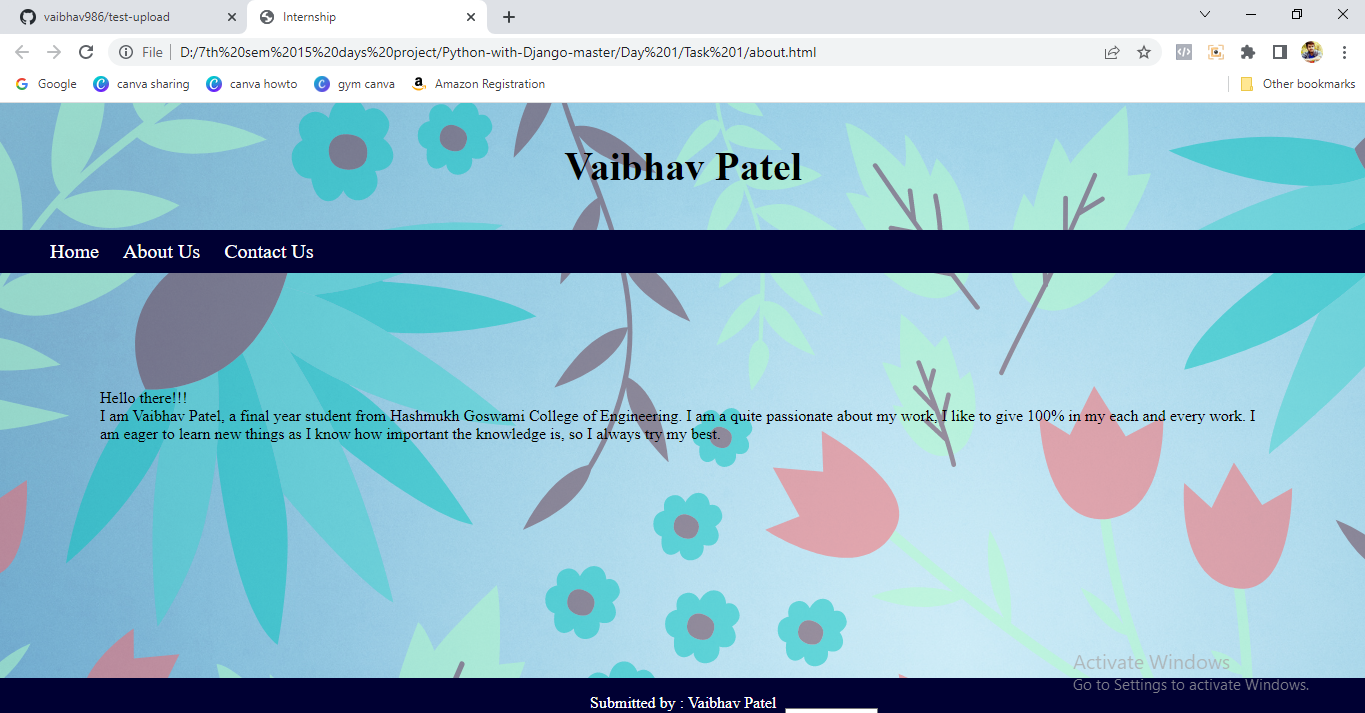 vaibhav986/test-upload
Internship
File
D:/7th%20sem%2015%20days%20project/Python-with-Django-master/Day%201/Task%201/about.html
Google
canva sharing
canva howto
gym canva
Amazon Registration
Other bookmarks
Vaibhav Patel
Home About Us Contact Us
Hello there!!!
I am Vaibhav Patel, a final year student from Hashmukh Goswami College of Engineering. I am a quite passionate about my work, I like to give 100% in my each and every work. I
am eager to learn new things as I know how important the knowledge is, so I always try my best.
Activate Windows
Go to Settings to activate Windows.
Submitted by : Vaibhav Patel